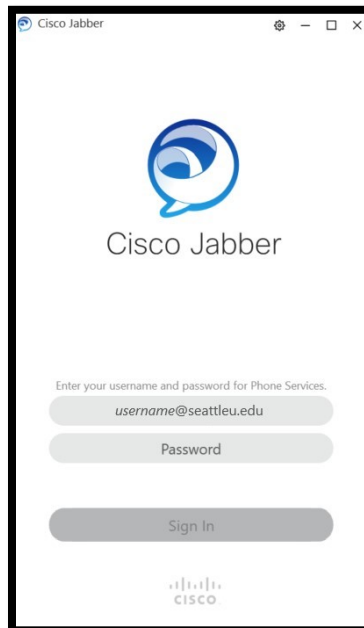 Cisco Jabber
Cisco Jabber
Enter your username and password for Phone Services.
username@seattleu.edu
Password
Sign In
CISCO